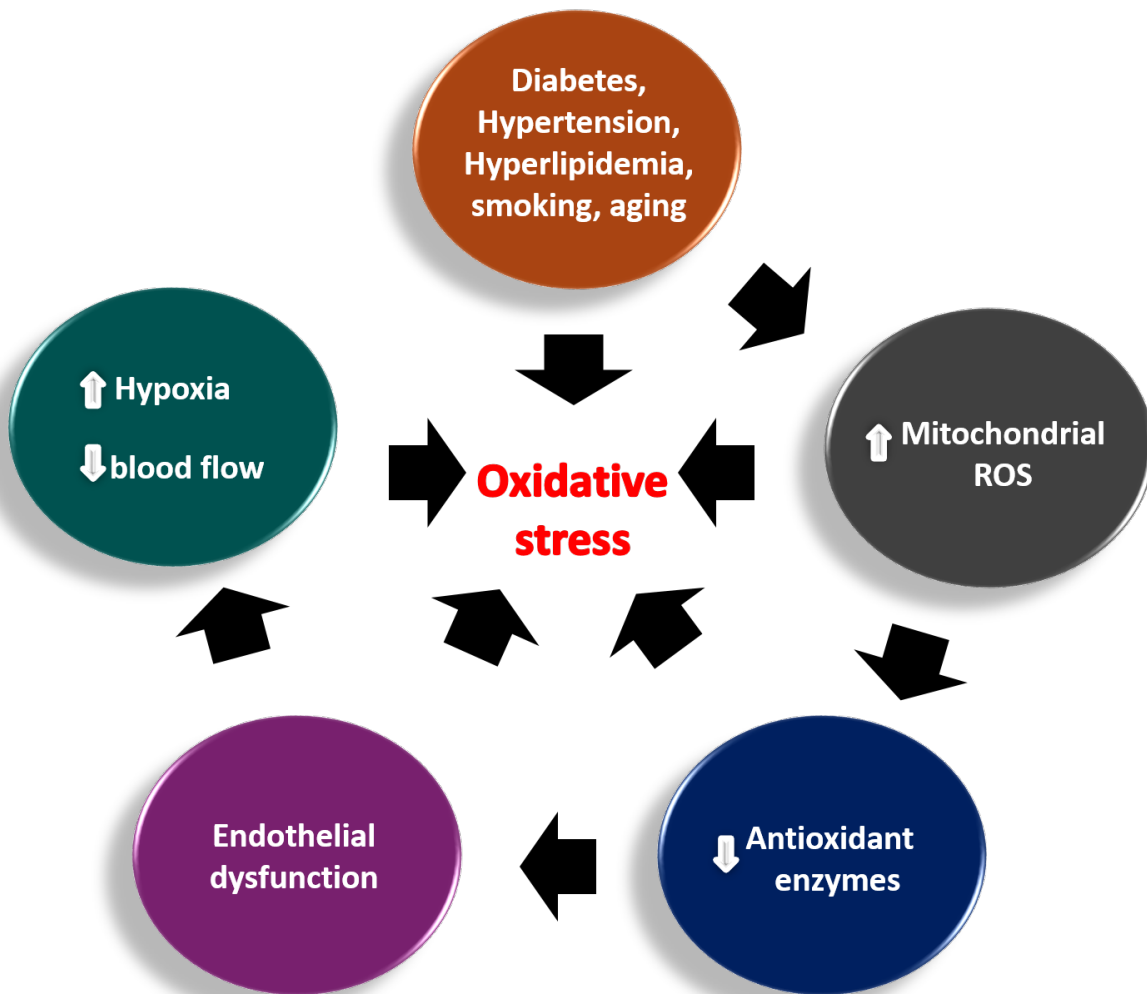 Diabetes,
Hypertension,
Hyperlipidemia,
smoking, aging
Hypoxia
blood flow
Mitochondrial
ROS
Oxidative
stress
Endothelial
dysfunction
Antioxidant
enzymes